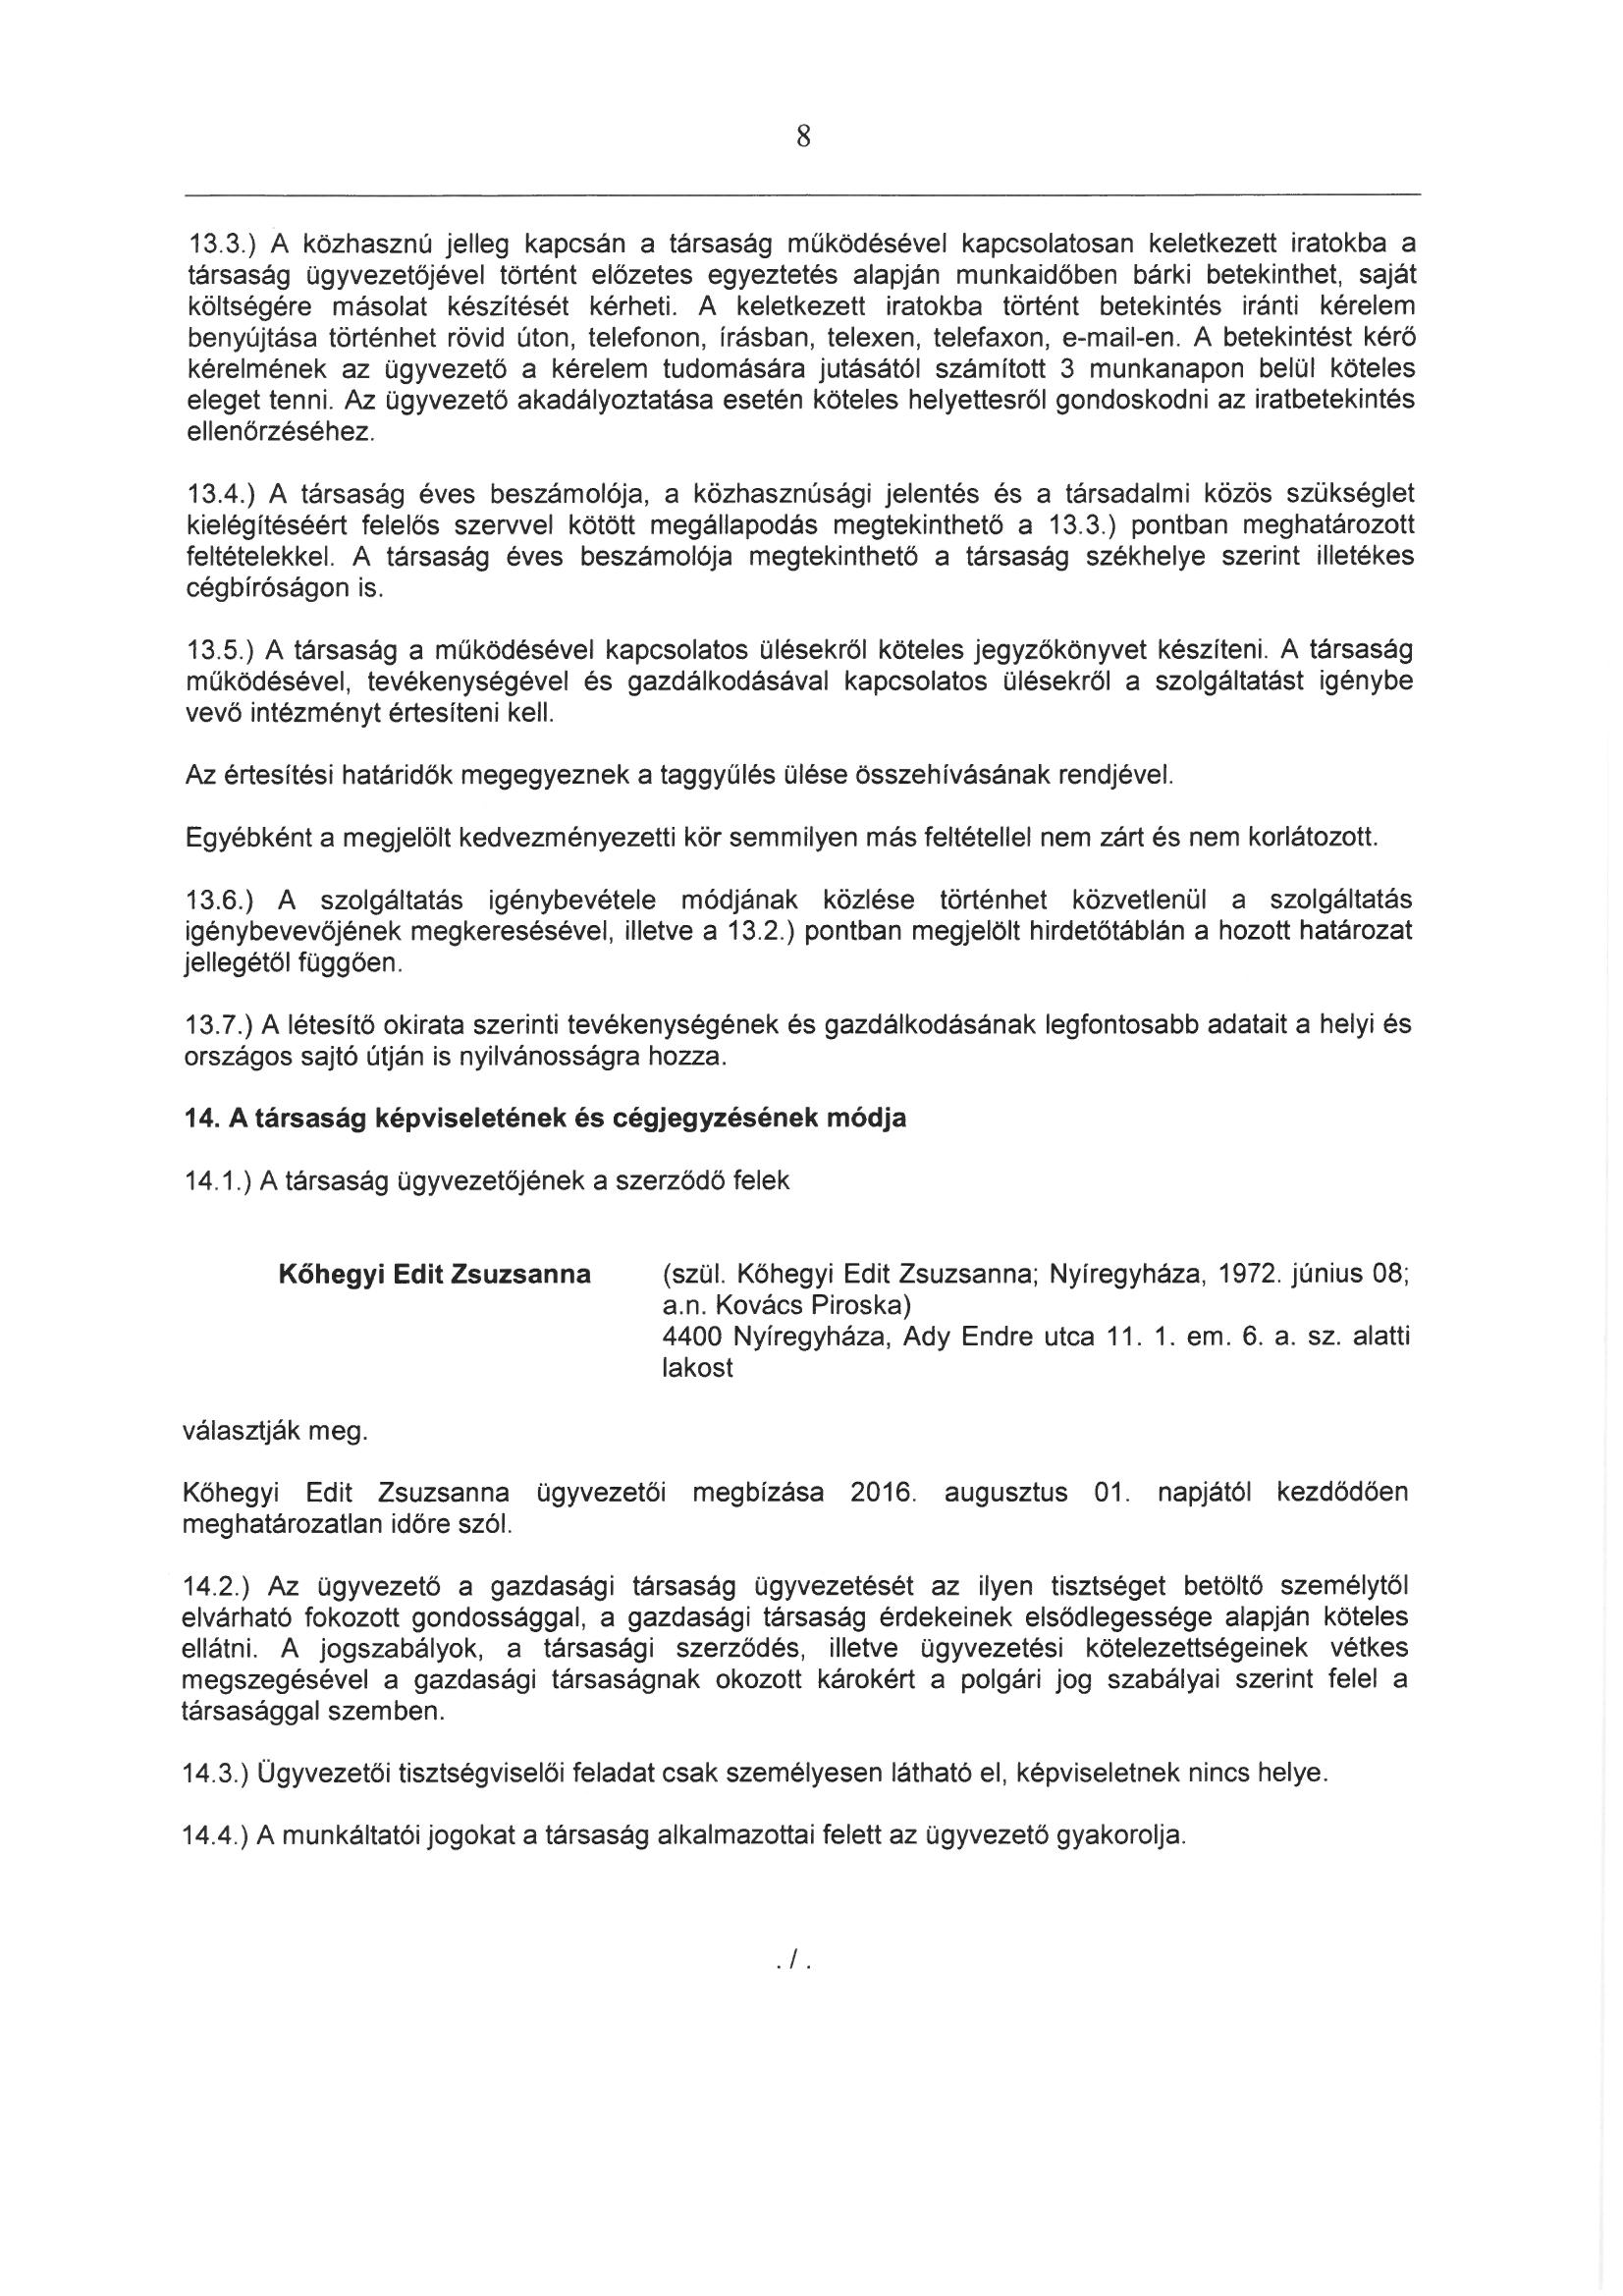 8
13.3.) A közhasznú jelleg kapcsán a társaság működésével kapcsolatosan keletkezett iratokba a
társaság ügyvezetőjével történt előzetes egyeztetés alapján munkaidőben bárki betekinthet, saját
költségére másolat készítését kérheti. A keletkezett iratokba történt betekintés iránti kérelem
benyújtása történhet rövid úton, telefonon, írásban, telexen, telefaxon, e-mail-en. A betekintést kérő
kérelmének az ügyvezető a kérelem tudomására jutásától számított 3 munkanapon belül köteles
eleget tenni. Az ügyvezető akadályoztatása esetén köteles helyettesről gondoskodni az iratbetekintés
ellenőrzéséhez.
13.4.) A társaság éves beszámolója, a közhasznúsági jelentés és a társadalmi közös szükséglet
kielégítéséért felelős szervvel kötött megállapodás megtekinthető a 13.3.) pontban meghatározott
feltételekkel. A társaság éves beszámolója megtekinthető a társaság székhelye szerint illetékes
cégbíróságon is.
13.5.) A társaság a működésével kapcsolatos ülésekről köteles jegyzőkönyvet készíteni. A társaság
működésével, tevékenységével és gazdálkodásával kapcsolatos ülésekről a szolgáltatást igénybe
vevő intézményt értesíteni kell.
Az értesítési határidők megegyeznek a taggyűlés ülése összehívásának rendjével.
Egyébként a megjelölt kedvezményezetti kör semmilyen más feltétellel nem zárt és nem korlátozott.
13.6.) A szolgáltatás igénybevétele módjának közlése történhet közvetlenül a szolgáltatás
igénybevevőjének megkeresésével, illetve a 13.2.) pontban megjelölt hirdetőtáblán a hozott határozat
jellegétől függően.
13.7.) A létesítő okirata szerinti tevékenységének és gazdálkodásának legfontosabb adatait a helyi és
országos sajtó útján is nyilvánosságra hozza.
14. A társaság képviseletének és cégjegyzésének módja
14.1.) A társaság ügyvezetőjének a szerződő felek
Kőhegyi Edit Zsuzsanna (szül. Kőhegyi Edit Zsuzsanna; Nyíregyháza, 1972. június 08;
a.n. Kovács Piroska)
4400 Nyíregyháza, Ady Endre utca 11. 1. em. 6. a. sz. alatti
lakost
választják meg.
Kőhegyi Edit Zsuzsanna ügyvezetői megbízása 2016. augusztus 01. napjától kezdődően
meghatározatlan időre szól.
14.2.) Az ügyvezető a gazdasági társaság ügyvezetését az ilyen tisztséget betöltő személytől
elvárható fokozott gondossággal, a gazdasági társaság érdekeinek elsődlegessége alapján köteles
ellátni. A jogszabályok, a társasági szerződés, illetve ügyvezetési kötelezettségeinek vétkes
megszegésével a gazdasági társaságnak okozott károkért a polgári jog szabályai szerint felel a
társasággal szemben.
14.3.) Ügyvezetői tisztségviselői feladat csak személyesen látható el, képviseletnek nincs helye.
14.4.) A munkáltatói jogokat a társaság alkalmazottai felett az ügyvezető gyakorolja.
./.